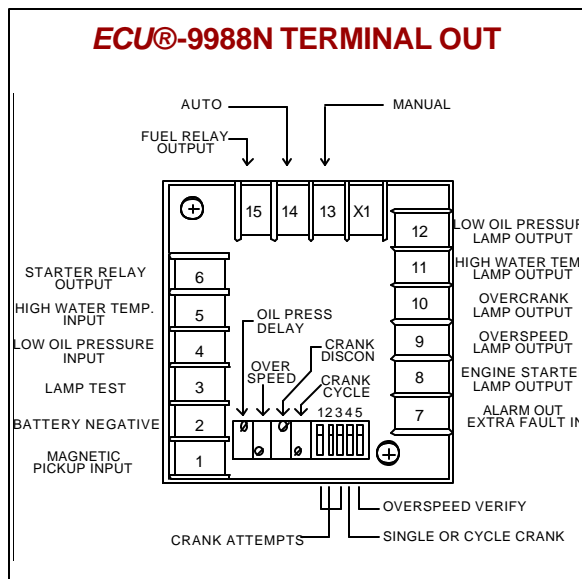 ECU®-9988N TERMINAL OUT
AUTO
MANUAL
FUEL RELAY
OUTPUT
15
14
13
X1
12
LOW OIL PRESSUR
LAMP OUTPUT
11
HIGH WATER TEM
LAMP OUTPUT
10
OVERCRANK
LAMP OUTPUT
9
OVERSPEED
LAMP OUTPUT
8
ENGINE STARTE
LAMP OUTPUT
7
ALARM OUT
EXTRA FAULT IN
STARTER RELAY
OUTPUT
6
HIGH WATER TEMP.
INPUT
5
LOW OIL PRESSURE
INPUT
4
LAMP TEST
3
BATTERY NEGATIVE
2
MAGNETIC
PICKUP INPUT
1
OIL PRESS
DELAY
OVER
SPEED
CRANK
DISCON
CRANK
CYCLE
12345
OVERSPEED VERIFY
CRANK ATTEMPTS
SINGLE OR CYCLE CRANK